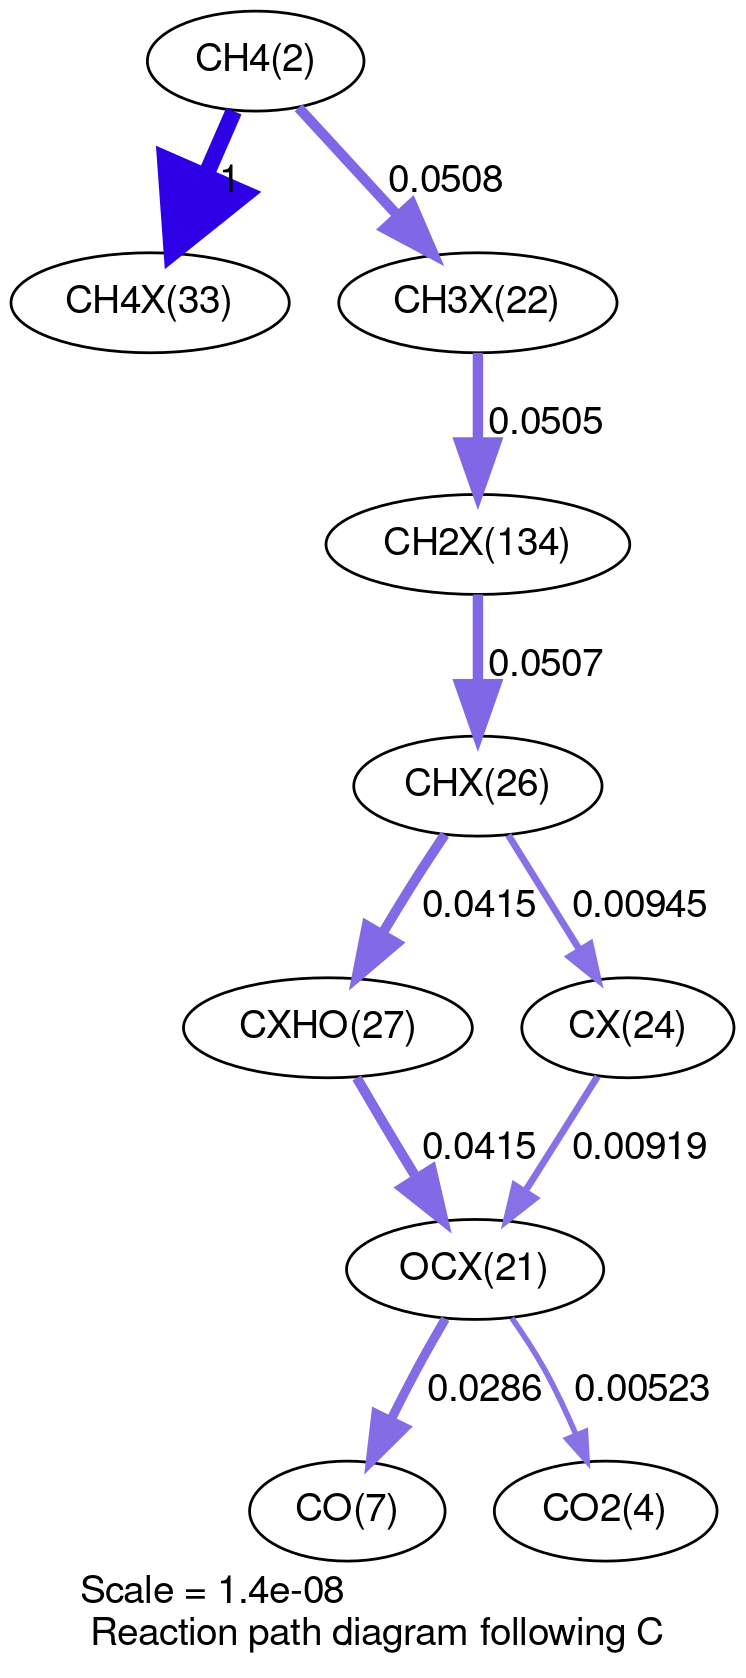 CH4(2)
1
0.0508
CH4X(33)
CH3X(22)
0.0505
CH2X(134)
0.0507
CHX(26)
0.0415
0.00945
CXHO(27)
CX(24)
0.0415
0.00919
OCX(21)
0.0286
0.00523
CO(7)
CO2(4)
Scale = 1.4e-08
Reaction path diagram following C